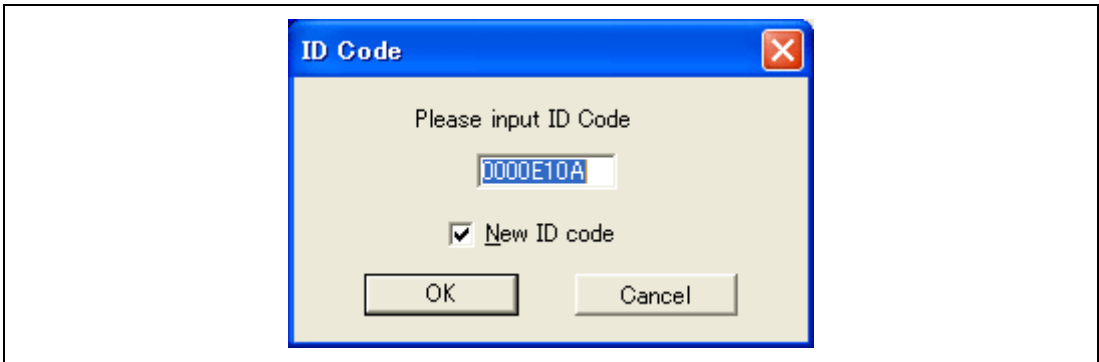 ID Code
Please input ID Code
0000E10A
New ID code
OK
Cancel